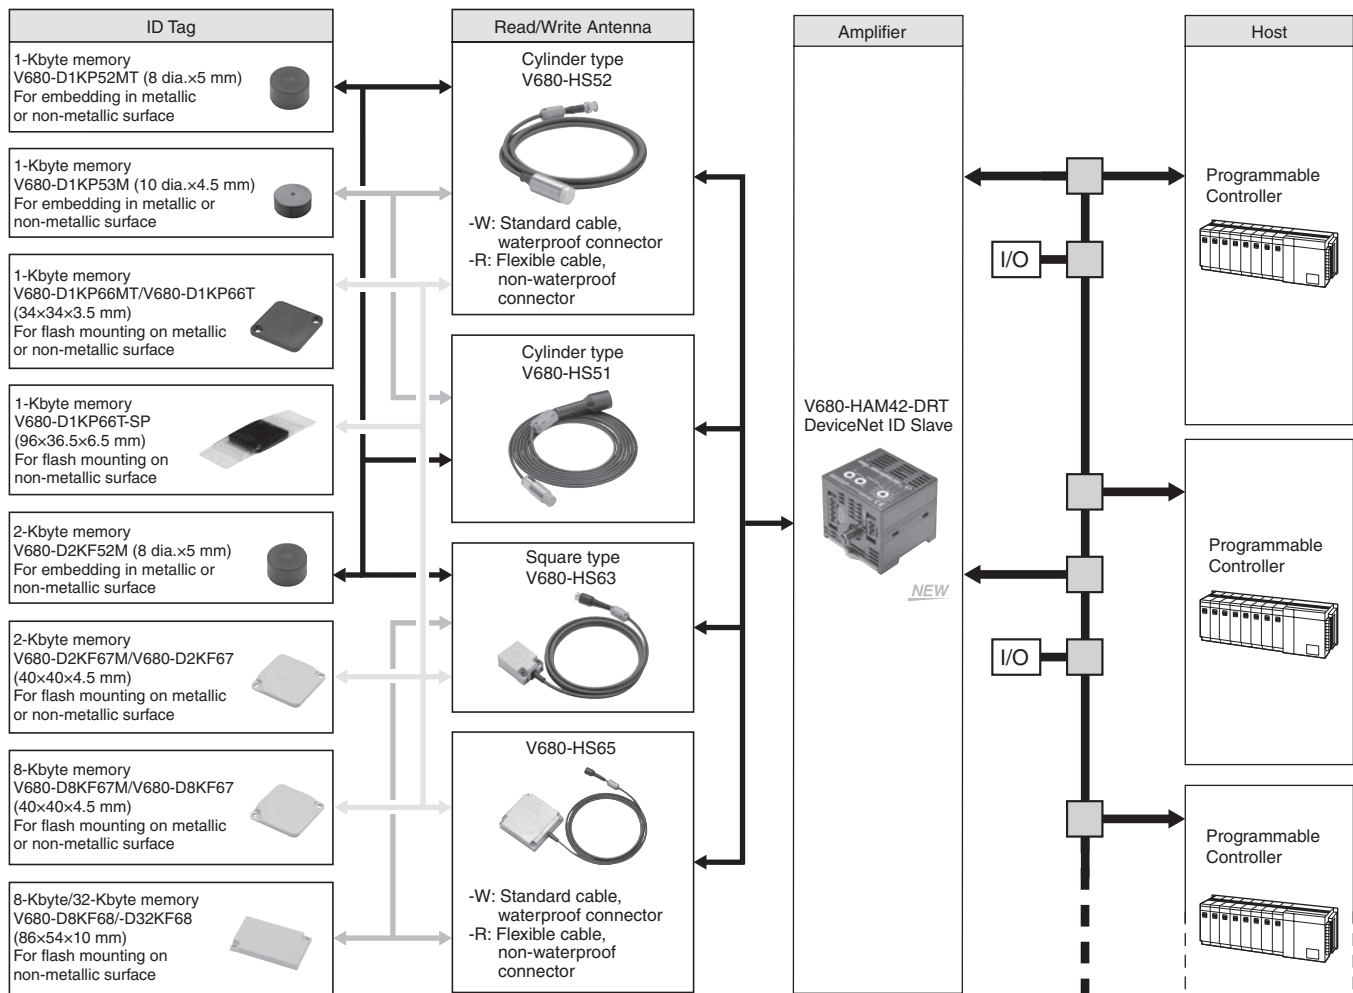 ID Tag
1-Kbyte memory
V680-D1KP52MT (8 dia.×5 mm)
For embedding in metallic
or non-metallic surface
1-Kbyte memory
V680-D1KP53M (10 dia.×4.5 mm)
For embedding in metallic or
non-metallic surface
1-Kbyte memory
V680-D1KP66MT/V680-D1KP66T
(34×34×3.5 mm)
For flash mounting on metallic
or non-metallic surface
1-Kbyte memory
V680-D1KP66T-SP
(96×36.5×6.5 mm)
For flash mounting on
non-metallic surface
2-Kbyte memory
V680-D2KF52M (8 dia.×5 mm)
For embedding in metallic or
non-metallic surface
2-Kbyte memory
V680-D2KF67M/V680-D2KF67
(40×40×4.5 mm)
For flash mounting on metallic
or non-metallic surface
8-Kbyte memory
V680-D8KF67M/V680-D8KF67
(40×40×4.5 mm)
For flash mounting on metallic
or non-metallic surface
8-Kbyte/32-Kbyte memory
V680-D8KF68/-D32KF68
(86×54×10 mm)
For flash mounting on
non-metallic surface
Read/Write Antenna
Cylinder type
V680-HS52
-W: Standard cable,
waterproof connector
-R: Flexible cable,
non-waterproof
connector
Cylinder type
V680-HS51
Square type
V680-HS63
V680-HS65
-W: Standard cable,
waterproof connector
-R: Flexible cable,
non-waterproof
connector
Amplifier
V680-HAM42-DRT
DeviceNet ID Slave
NEW
I/O
I/O
Host
Programmable
Controller
Programmable
Controller
Programmable
Controller